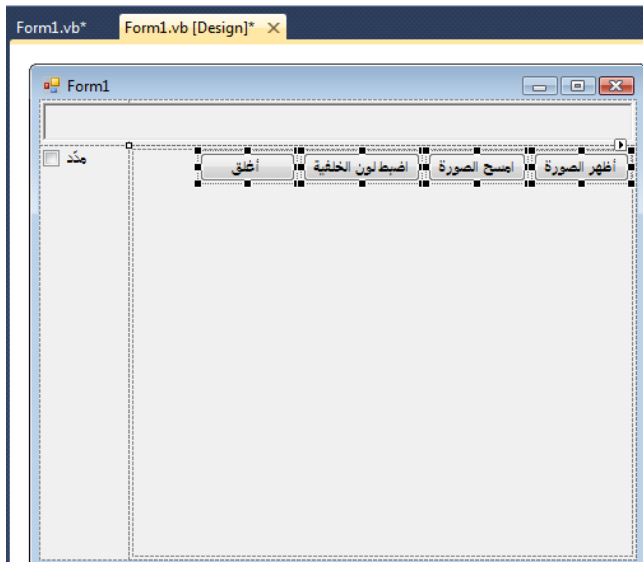 Form1.vb* Form1.vb [Design]*
Form1
مدّد
أظهر الصورة امسح الصورة اضبط لون الخلفية أغلق